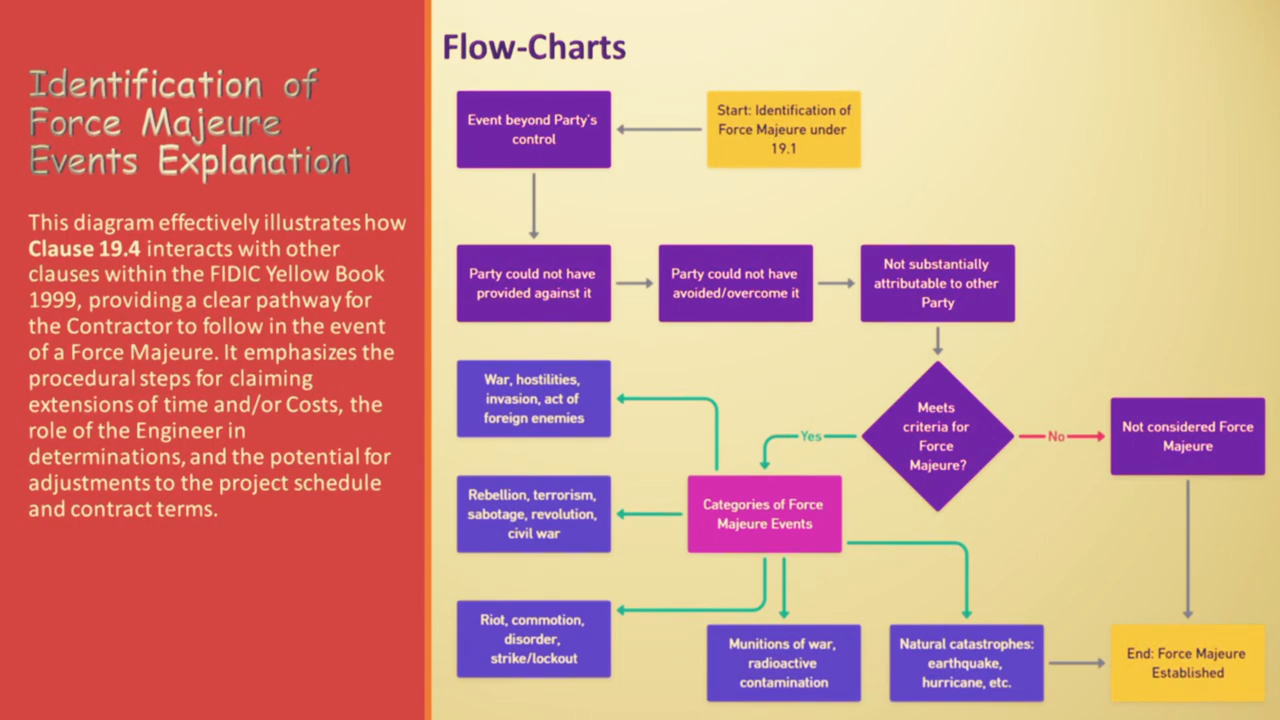 Identification of
Force Majeure
Events Explanation
This diagram effectively illustrates how
Clause 19.4 interacts with other
clauses within the FIDIC Yellow Book
1999, providing a clear pathway for
the Contractor to follow in the event
of a Force Majeure. It emphasizes the
procedural steps for claiming
extensions of time and/or Costs, the
role of the Engineer in
determinations, and the potential for
adjustments to the project schedule
and contract terms.
Flow-Charts
Start: Identification of
Force Majeure under
19.1
Event beyond Party's
control
Party could not have
provided against it
Party could not have
avoided/overcome it
Not substantially
attributable to other
Party
Meets
criteria for
Force
Majeure?
Yes
No
Not considered Force
Majeure
Categories of Force
Majeure Events
War, hostilities,
invasion, act of
foreign enemies
Rebellion, terrorism,
sabotage, revolution,
civil war
Riot, commotion,
disorder,
strike/lockout
Munitions of war,
radioactive
contamination
Natural catastrophes:
earthquake,
hurricane, etc.
End: Force Majeure
Established